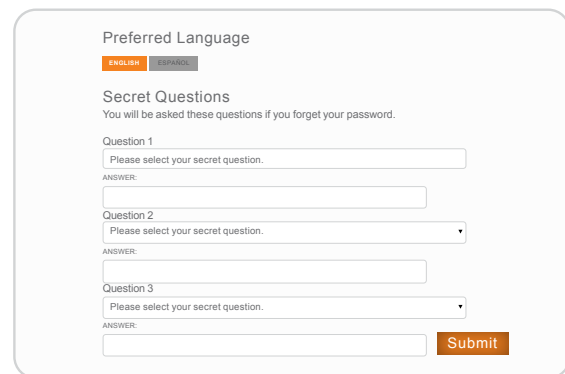 Preferred Language
ENGLISH ESPAÑOL
Secret Questions
You will be asked these questions if you forget your password.
Question 1
Please select your secret question.
ANSWER:
Question 2
Please select your secret question.
ANSWER:
Question 3
Please select your secret question.
ANSWER:
Submit